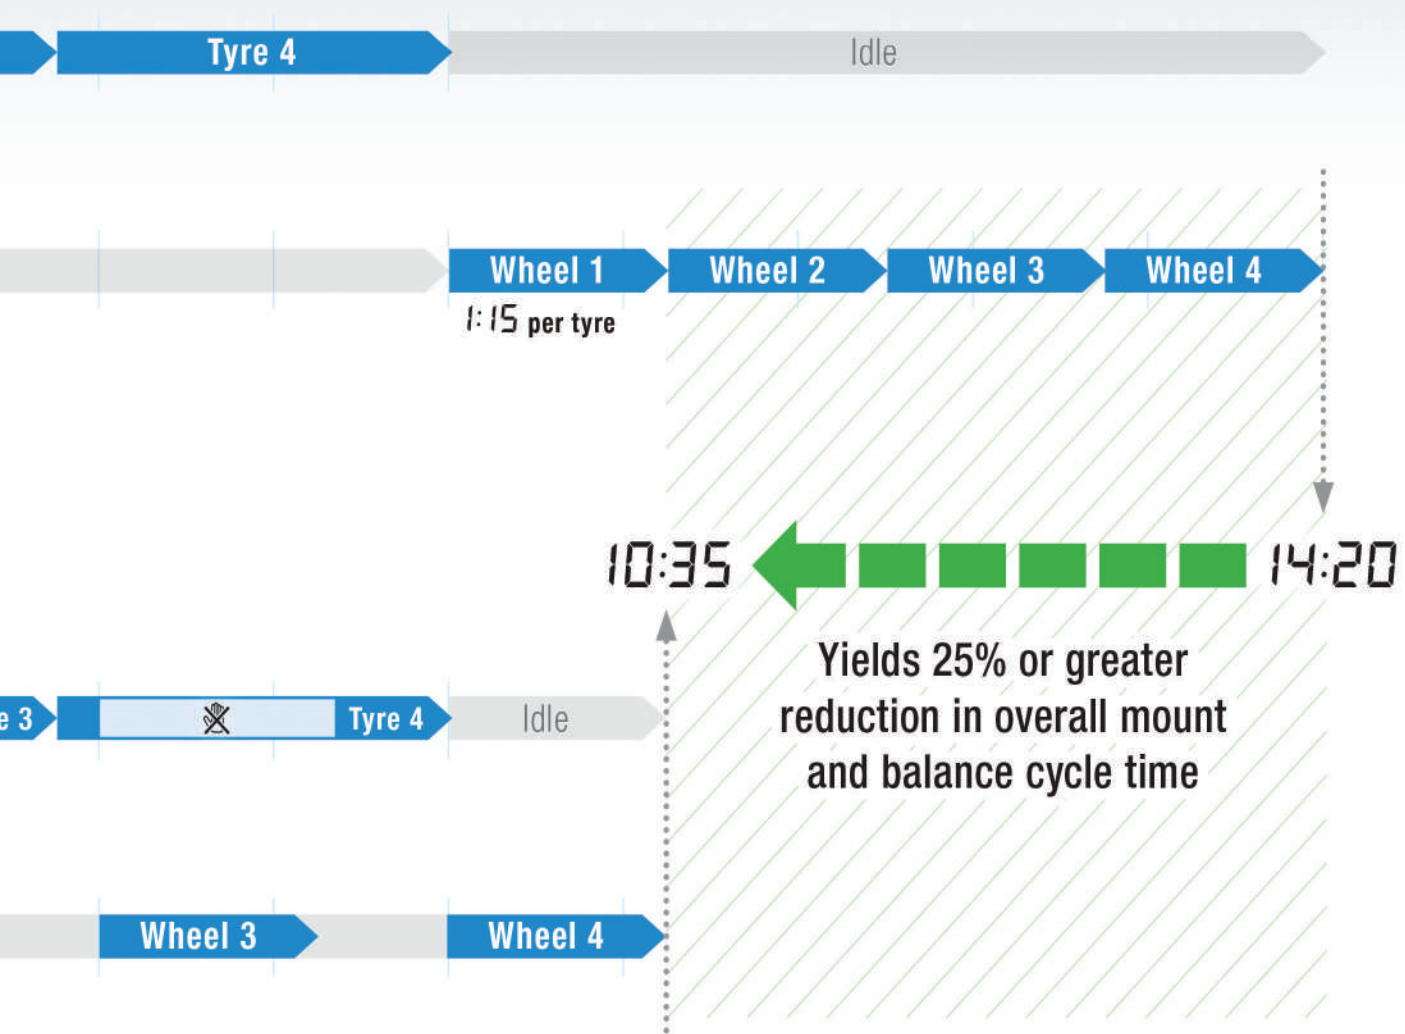 Tyre 4
Idle
Wheel 1
Wheel 2
Wheel 3
Wheel 4
1:15 per tyre
10:35
14:20
Yields 25% or greater
reduction in overall mount
and balance cycle time
e 3
Tyre 4
Idle
Wheel 3
Wheel 4